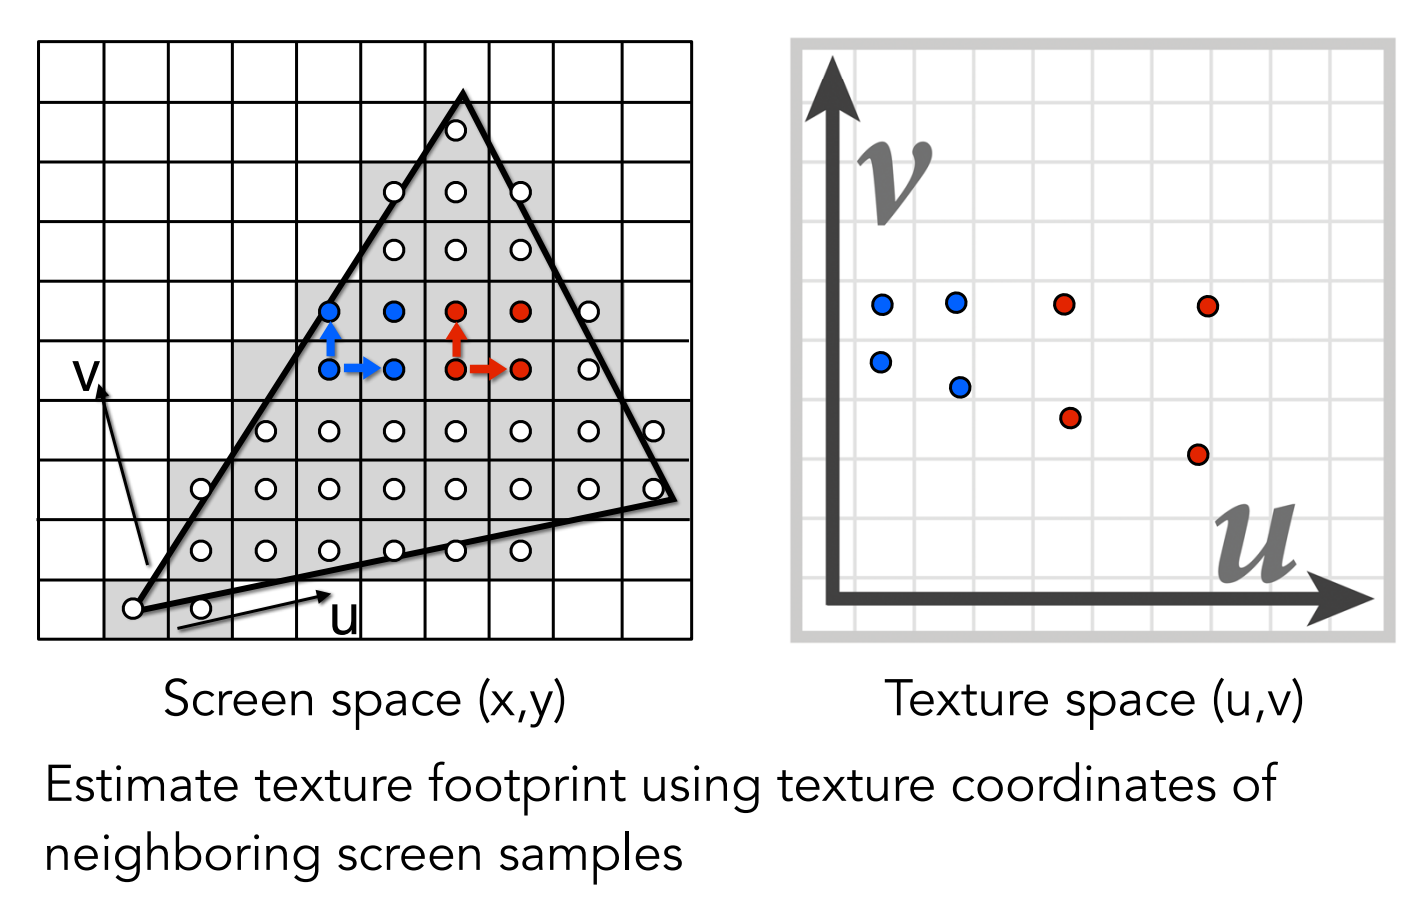 v
u
v
u
Screen space (x,y)
Texture space (u,v)
Estimate texture footprint using texture coordinates of
neighboring screen samples